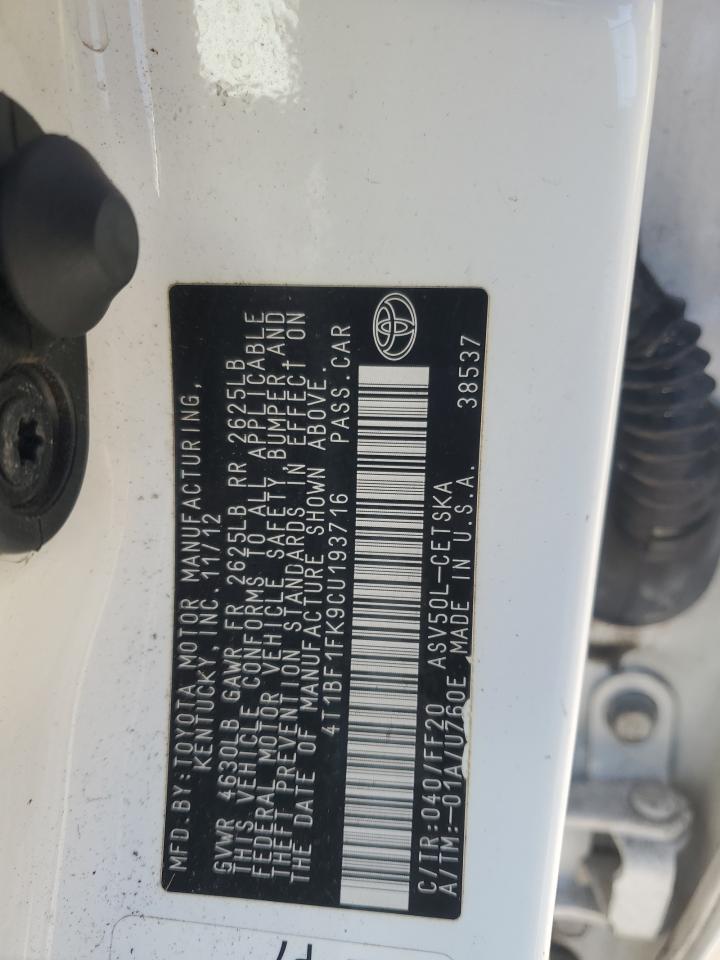 MFD. BY: TOYOTA MOTOR MANUFACTURING,
KENTUCKY, INC. 11/12
GVWR 4630LB GAWR FR 2625LB RR 2625LB
THIS VEHICLE CONFORMS TO ALL APPLICABLE
FEDERAL MOTOR VEHICLE SAFETY, BUMPER, AND
THEFT PREVENTION STANDARDS IN EFFECT ON
THE DATE OF MANUFACTURE SHOWN ABOVE.
4T1BF1FK9CU193716 PASS. CAR
C/TR: 040/FF20 ASV50L-CETSKA
A/TM: -01A/U760E MADE IN U.S.A. 38537